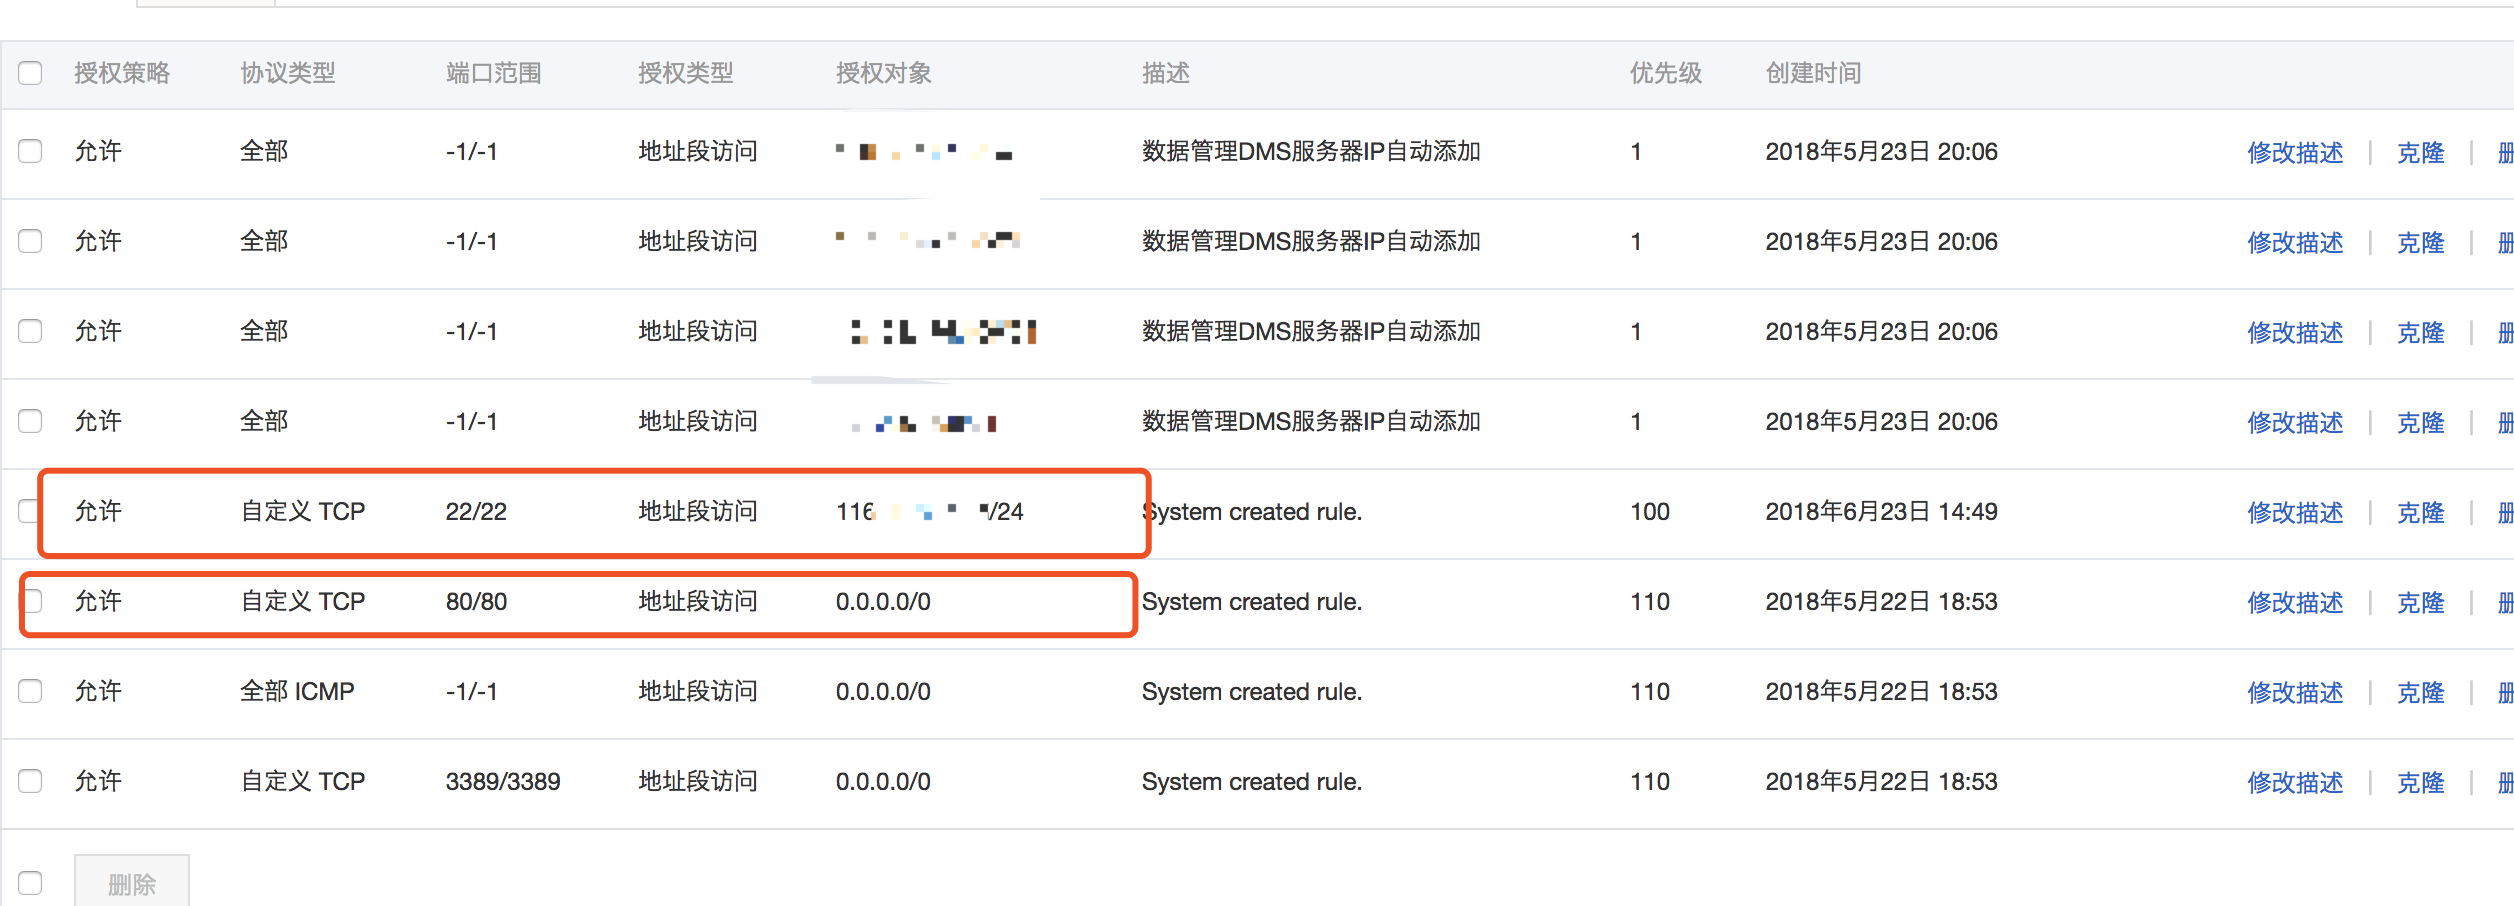 授权策略 协议类型 端口范围 授权类型 授权对象 描述 优先级 创建时间
允许 全部 -1/-1 地址段访问 数据管理DMS服务器IP自动添加 1 2018年5月23日 20:06 修改描述 | 克隆 |
允许 全部 -1/-1 地址段访问 数据管理DMS服务器IP自动添加 1 2018年5月23日 20:06 修改描述 | 克隆 |
允许 全部 -1/-1 地址段访问 数据管理DMS服务器IP自动添加 1 2018年5月23日 20:06 修改描述 | 克隆 |
允许 全部 -1/-1 地址段访问 数据管理DMS服务器IP自动添加 1 2018年5月23日 20:06 修改描述 | 克隆 |
允许 自定义 TCP 22/22 地址段访问 116 /24 System created rule. 100 2018年6月23日 14:49 修改描述 | 克隆 |
允许 自定义 TCP 80/80 地址段访问 0.0.0.0/0 System created rule. 110 2018年5月22日 18:53 修改描述 | 克隆 |
允许 全部 ICMP -1/-1 地址段访问 0.0.0.0/0 System created rule. 110 2018年5月22日 18:53 修改描述 | 克隆 |
允许 自定义 TCP 3389/3389 地址段访问 0.0.0.0/0 System created rule. 110 2018年5月22日 18:53 修改描述 | 克隆 |
删除